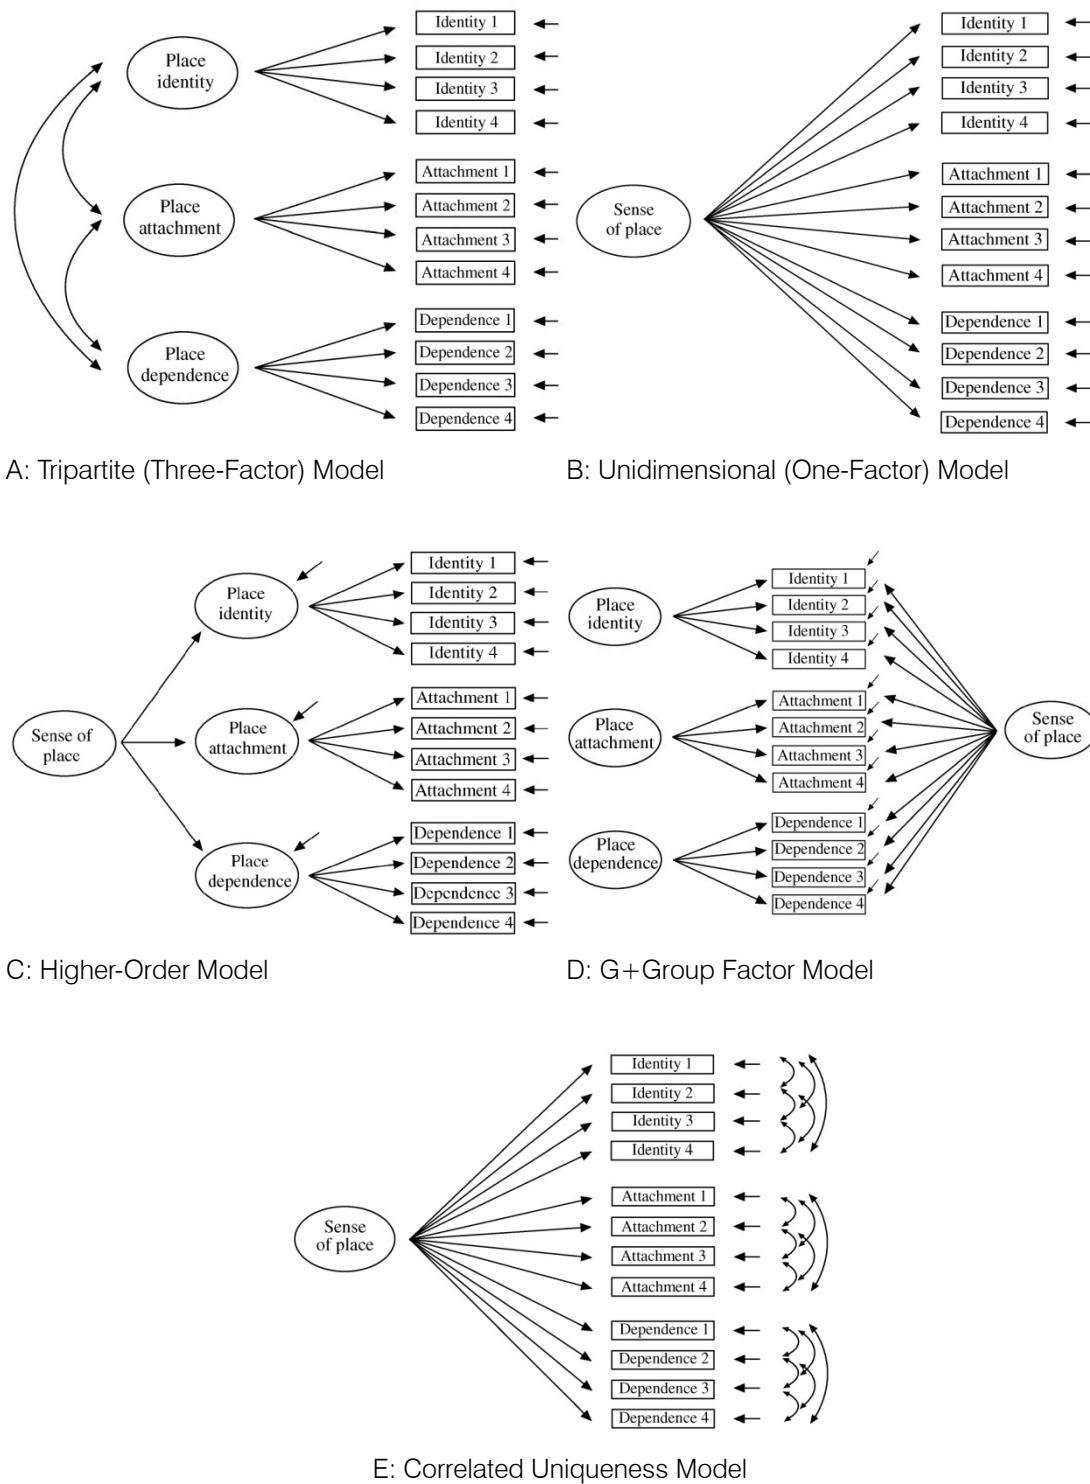 Place
identity
Identity 1
Identity 2
Identity 3
Identity 4
Place
attachment
Attachment 1
Attachment 2
Attachment 3
Attachment 4
Place
dependence
Dependence 1
Dependence 2
Dependence 3
Dependence 4
A: Tripartite (Three-Factor) Model
Sense
of place
Identity 1
Identity 2
Identity 3
Identity 4
Attachment 1
Attachment 2
Attachment 3
Attachment 4
Dependence 1
Dependence 2
Dependence 3
Dependence 4
B: Unidimensional (One-Factor) Model
Sense of
place
Place
identity
Identity 1
Identity 2
Identity 3
Identity 4
Place
attachment
Attachment 1
Attachment 2
Attachment 3
Attachment 4
Place
dependence
Dependence 1
Dependence 2
Dependence 3
Dependence 4
C: Higher-Order Model
Place
identity
Identity 1
Identity 2
Identity 3
Identity 4
Place
attachment
Attachment 1
Attachment 2
Attachment 3
Attachment 4
Place
dependence
Dependence 1
Dependence 2
Dependence 3
Dependence 4
Sense
of place
D: G+Group Factor Model
Sense
of place
Identity 1
Identity 2
Identity 3
Identity 4
Attachment 1
Attachment 2
Attachment 3
Attachment 4
Dependence 1
Dependence 2
Dependence 3
Dependence 4
E: Correlated Uniqueness Model